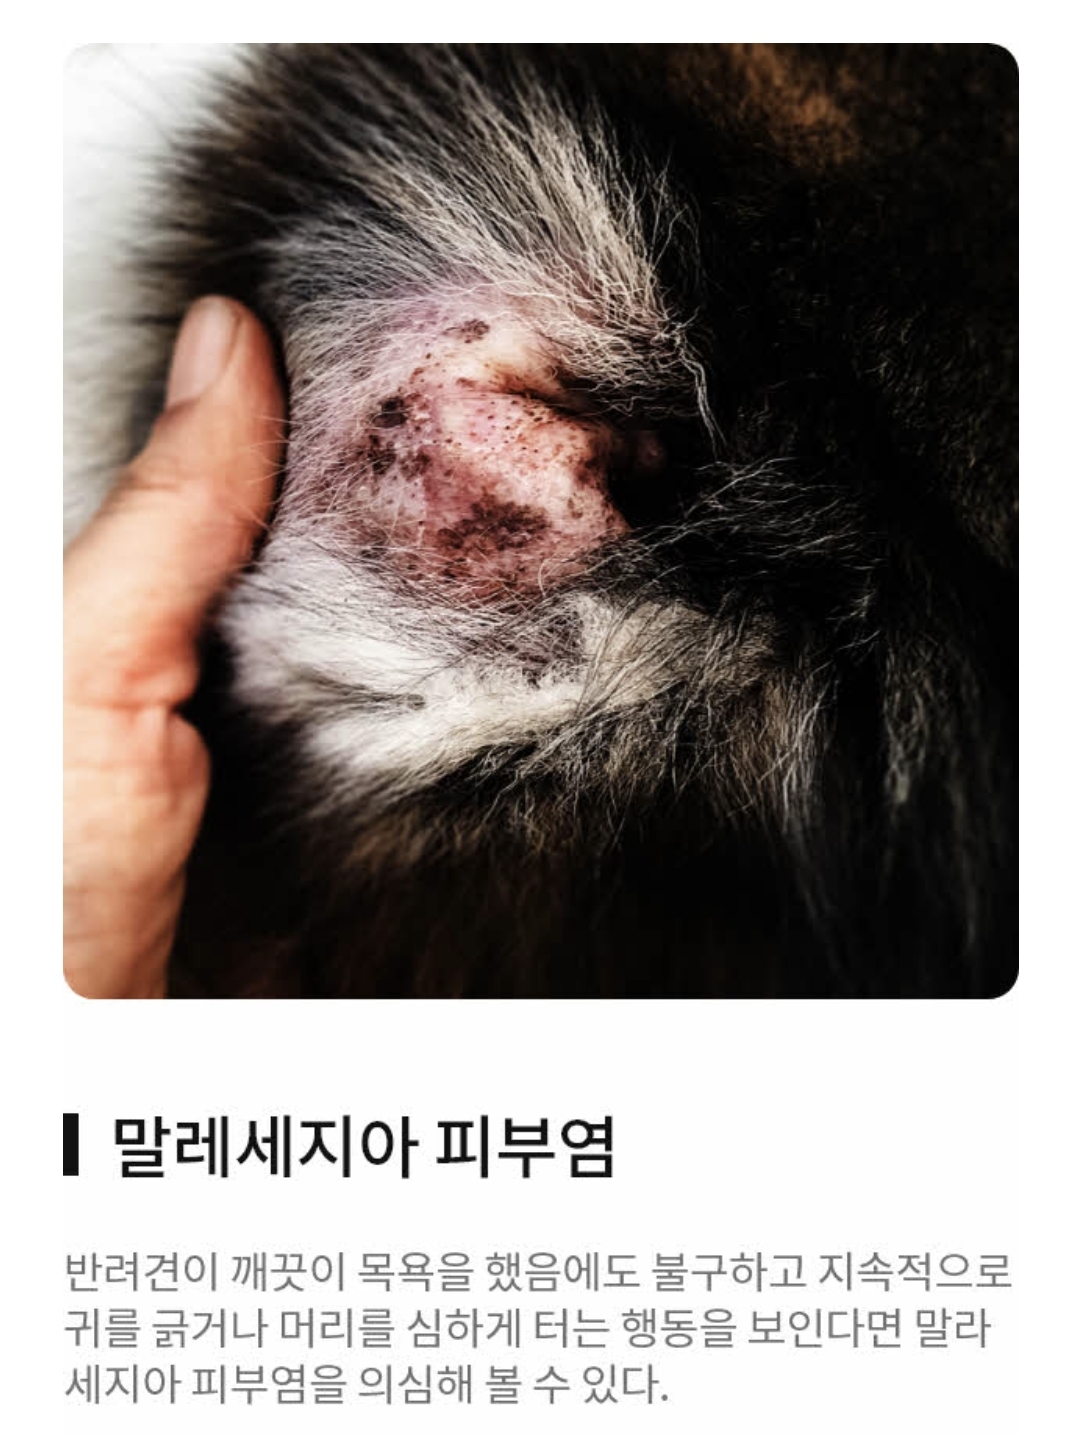 말레세지아 피부염
반려견이 깨끗이 목욕을 했음에도 불구하고 지속적으로
귀를 긁거나 머리를 심하게 터는 행동을 보인다면 말라
세지아 피부염을 의심해 볼 수 있다.